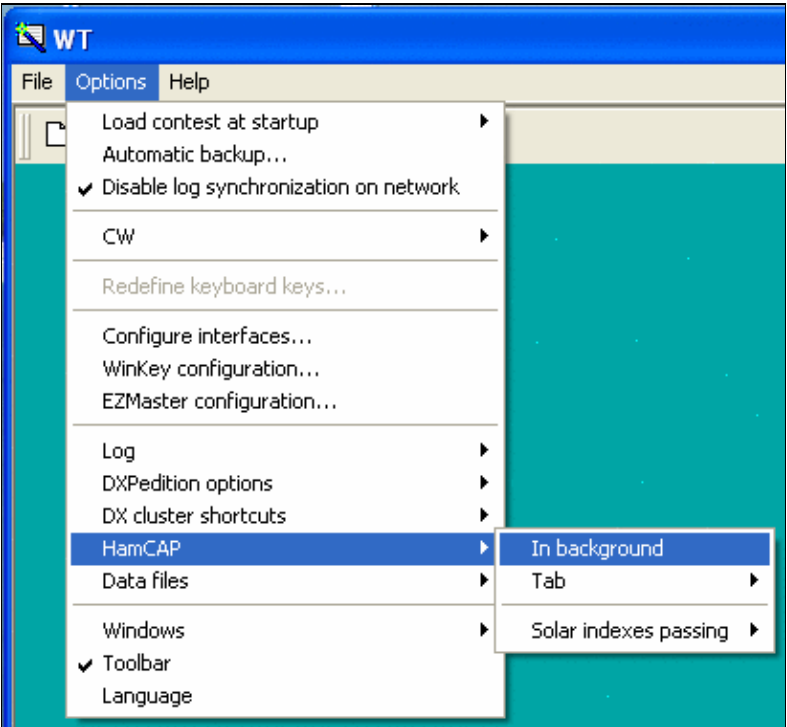 WT
File Options Help
Load contest at startup
Automatic backup...
Disable log synchronization on network
CW
Redefine keyboard keys...
Configure interfaces...
WinKey configuration...
EZMaster configuration...
Log
DXPedition options
DX cluster shortcuts
HamCAP
In background
Data files
Tab
Windows
Solar indexes passing
Toolbar
Language